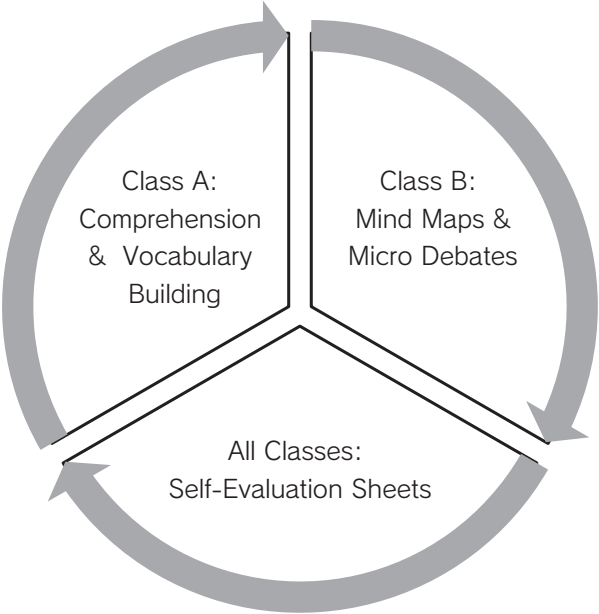 Class A:
Comprehension
& Vocabulary
Building
Class B:
Mind Maps &
Micro Debates
All Classes:
Self-Evaluation Sheets